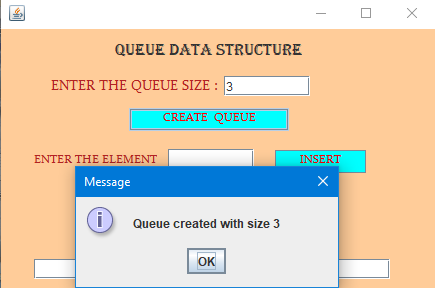 QUEUE DATA STRUCTURE
ENTER THE QUEUE SIZE : 3
CREATE QUEUE
ENTER THE ELEMENT INSERT
Message
Queue created with size 3
OK